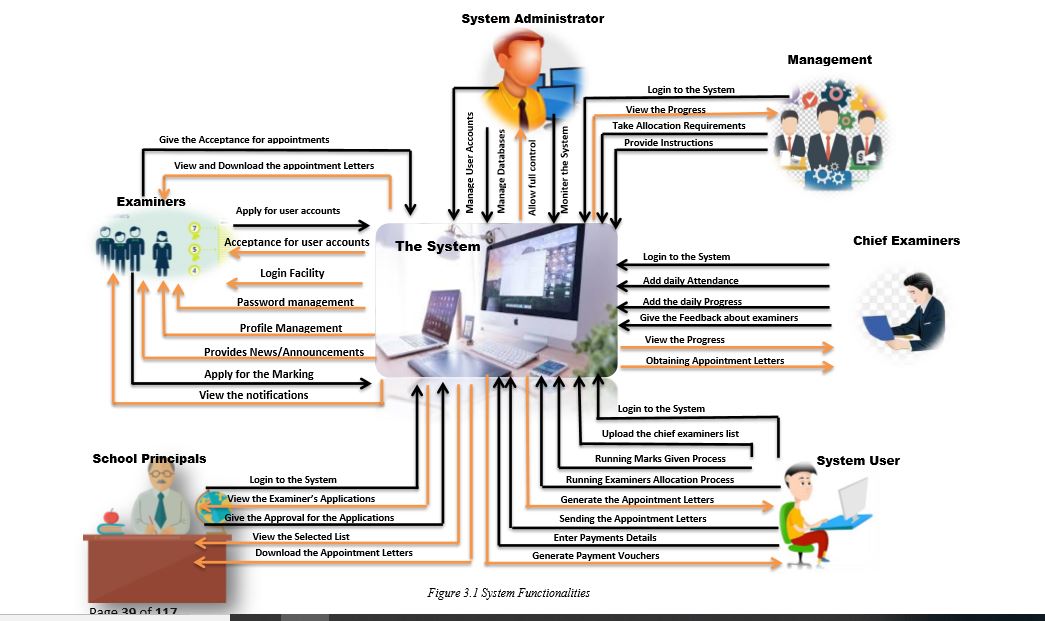 System Administrator
Management
Login to the System
View the Progress
Take Allocation Requirements
Provide Instructions
Manage User Accounts
Manage Databases
Allow full control
Moniter the System
Give the Acceptance for appointments
View and Download the appointment Letters
Examiners
7
5
4
Apply for user accounts
Acceptance for user accounts
Login Facility
Password management
Profile Management
Provides News/Announcements
Apply for the Marking
View the notifications
The System
Chief Examiners
Login to the System
Add daily Attendance
Add the daily Progress
Give the Feedback about examiners
View the Progress
Obtaining Appointment Letters
School Principals
Login to the System
View the Examiner's Applications
Give the Approval for the Applications
View the Selected List
Download the Appointment Letters
System User
Login to the System
Upload the chief examiners list
Running Marks Given Process
Running Examiners Allocation Process
Generate the Appointment Letters
Sending the Appointment Letters
Enter Payments Details
Generate Payment Vouchers
Figure 3.1 System Functionalities
Page 39 of 117